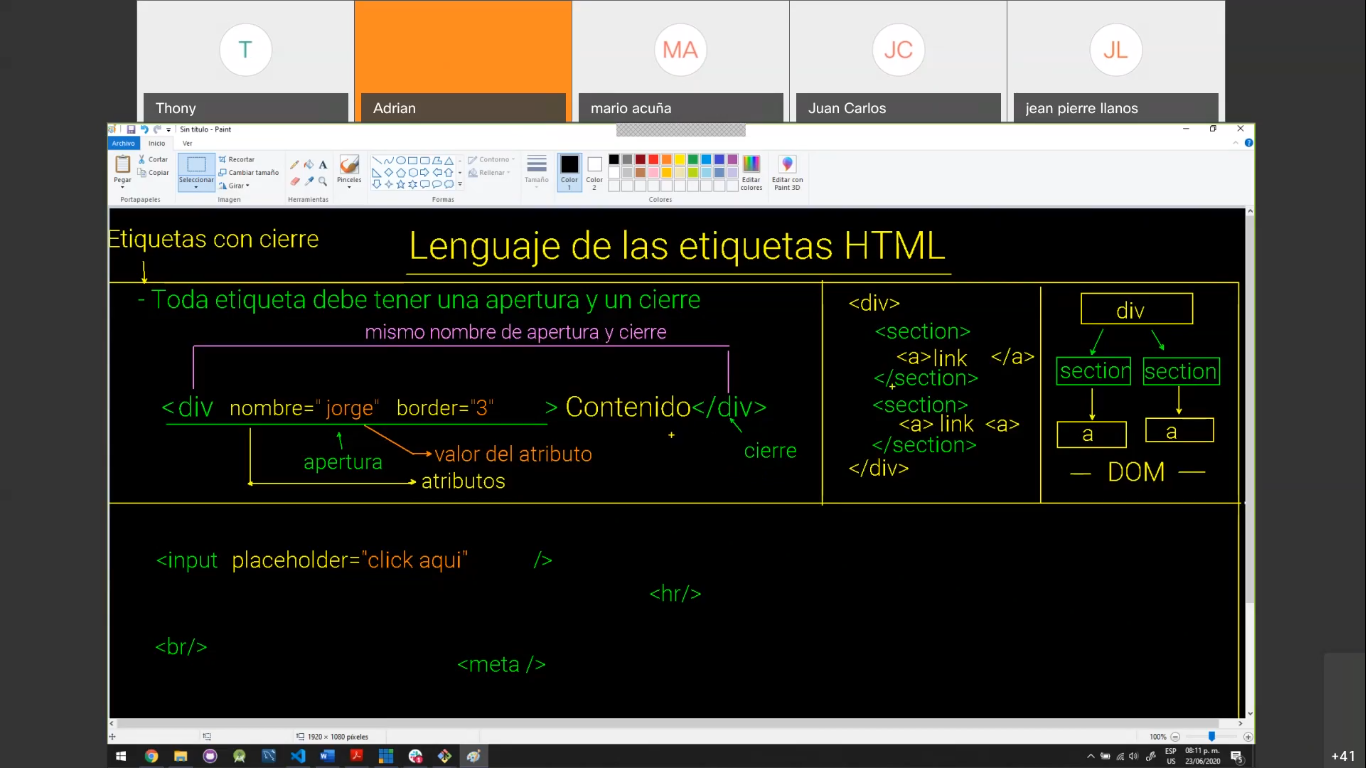 T
MA
JC
JL
Thony
Adrian
mario acuña
Juan Carlos
jean pierre llanos
Sin título - Paint
Archivo
Inicio
Ver
Pegar
Cortar
Copiar
Portapapeles
Seleccionar
Recortar
Cambiar tamaño
Girar
Imagen
A
Herramientas
Pinceles
Contorno
Rellenar
Formas
Tamaño
Color
1
Color
2
Editar
colores
Editar con
Paint 3D
Colores
Etiquetas con cierre
Lenguaje de las etiquetas HTML
- Toda etiqueta debe tener una apertura y un cierre
mismo nombre de apertura y cierre
<div nombre=" jorge" border="3" > Contenido</div>
apertura
valor del atributo
atributos
cierre
<div>
<section>
<a>link </a>
</section>
<section>
<a> link <a>
</section>
</div>
div
section section
a a
— DOM —
<input placeholder="click aqui" />
<hr/>
<br/>
<meta />
1920 × 1080 píxeles
100%
ESP
US
08:11 p. m.
23/06/2020
+41